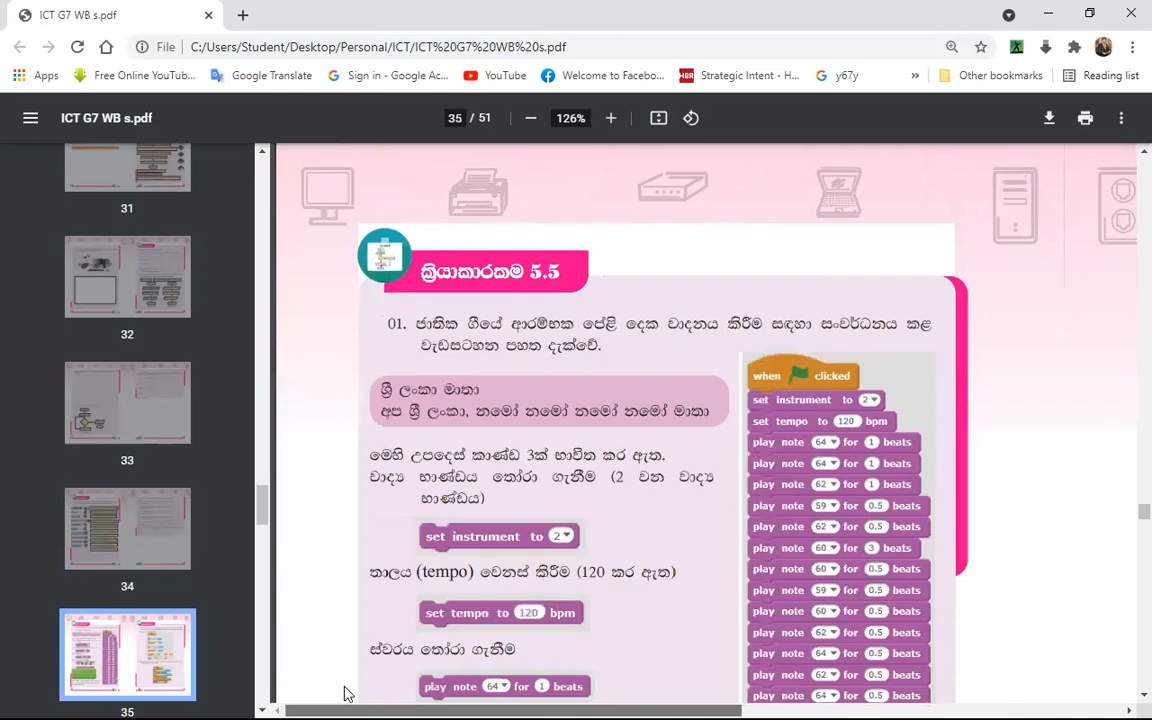 ICT G7 WB s.pdf
File
C:/Users/Student/Desktop/Personal/ICT/ICT%20G7%20WB%20s.pdf
Apps
Free Online YouTub...
Google Translate
Sign in - Google Ac...
YouTube
Welcome to Facebo...
HBR
Strategic Intent - H...
y67y
»
Other bookmarks
Reading list
ICT G7 WB s.pdf
35 / 51
126%
31
32
33
34
35
ක්‍රියාකාරකම 5.5
01. ජාතික ගීයේ ආරම්භක පේළි දෙක වාදනය කිරීම සඳහා සංවර්ධනය කළ
වැඩසටහන පහත දැක්වේ.
ශ්‍රී ලංකා මාතා
අප ශ්‍රී ලංකා, නමෝ නමෝ නමෝ නමෝ මාතා
මෙහි උපදෙස් කාණ්ඩ 3ක් භාවිත කර ඇත.
වාද්‍ය භාණ්ඩය තෝරා ගැනීම (2 වන වාද්‍ය
භාණ්ඩය)
set instrument to 2
තාලය (tempo) වෙනස් කිරීම (120 කර ඇත)
set tempo to 120 bpm
ස්වරය තෝරා ගැනීම
play note 64 for 1 beats
when clicked
set instrument to 2
set tempo to 120 bpm
play note 64 for 1 beats
play note 64 for 1 beats
play note 62 for 1 beats
play note 59 for 0.5 beats
play note 62 for 0.5 beats
play note 60 for 3 beats
play note 60 for 0.5 beats
play note 59 for 0.5 beats
play note 60 for 0.5 beats
play note 62 for 0.5 beats
play note 64 for 0.5 beats
play note 62 for 0.5 beats
play note 64 for 0.5 beats